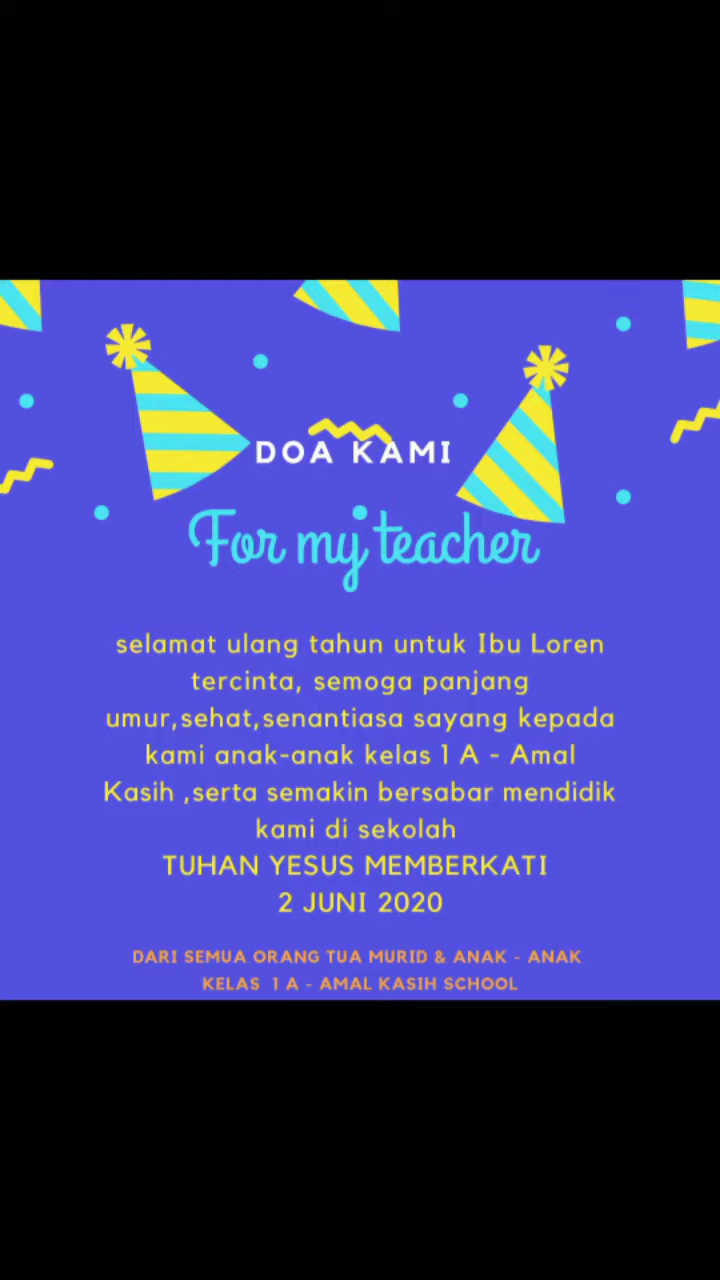 DOA KAMI
For my teacher
selamat ulang tahun untuk Ibu Loren
tercinta, semoga panjang
umur,sehat,senantiasa sayang kepada
kami anak-anak kelas 1 A - Amal
Kasih ,serta semakin bersabar mendidik
kami di sekolah
TUHAN YESUS MEMBERKATI
2 JUNI 2020
DARI SEMUA ORANG TUA MURID & ANAK - ANAK
KELAS 1 A - AMAL KASIH SCHOOL